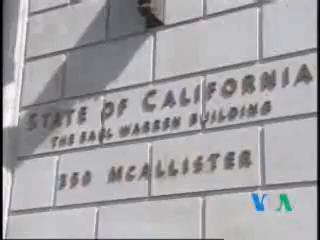 STATE OF CALIFORNIA
THE EARL WARREN BUILDING
350 MCALLISTER
VOA